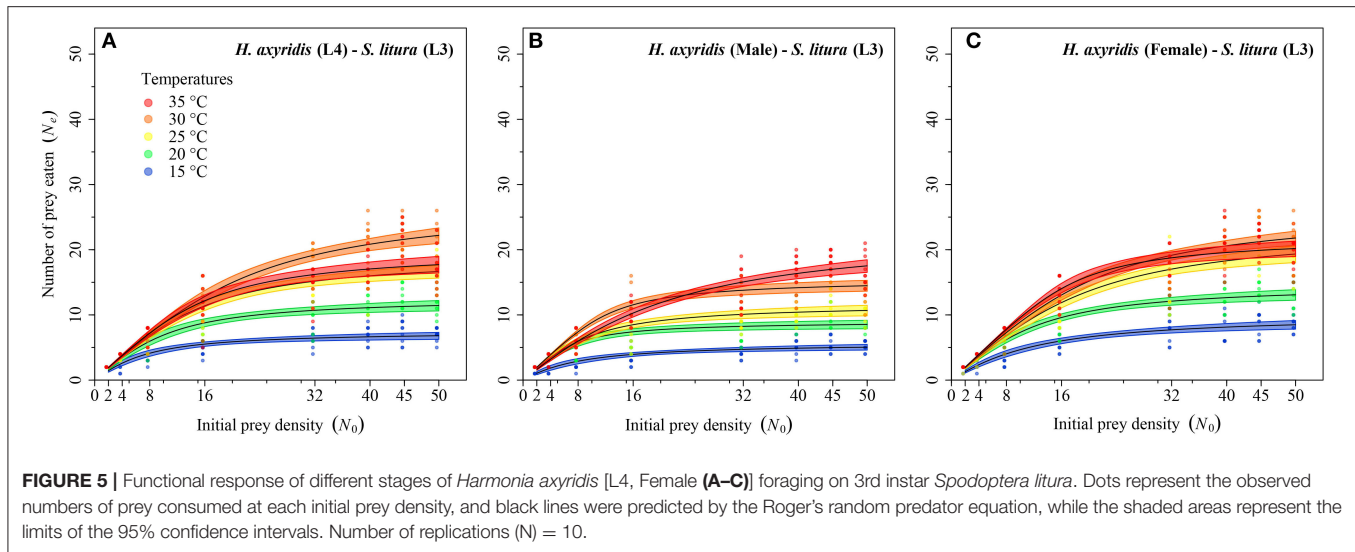 A
H. axyridis (L4) - S. litura (L3)
Temperatures
35 °C
30 °C
25 °C
20 °C
15 °C
Number of prey eaten (Ne)
50
40
30
20
10
0
0 2 4 8 16 32 40 45 50
Initial prey density (N0)
B
H. axyridis (Male) - S. litura (L3)
50
40
30
20
10
0
0 2 4 8 16 32 40 45 50
Initial prey density (N0)
C
H. axyridis (Female) - S. litura (L3)
50
40
30
20
10
0
0 2 4 8 16 32 40 45 50
Initial prey density (N0)
FIGURE 5 | Functional response of different stages of Harmonia axyridis [L4, Female (A–C)] foraging on 3rd instar Spodoptera litura. Dots represent the observed
numbers of prey consumed at each initial prey density, and black lines were predicted by the Roger's random predator equation, while the shaded areas represent the
limits of the 95% confidence intervals. Number of replications (N) = 10.